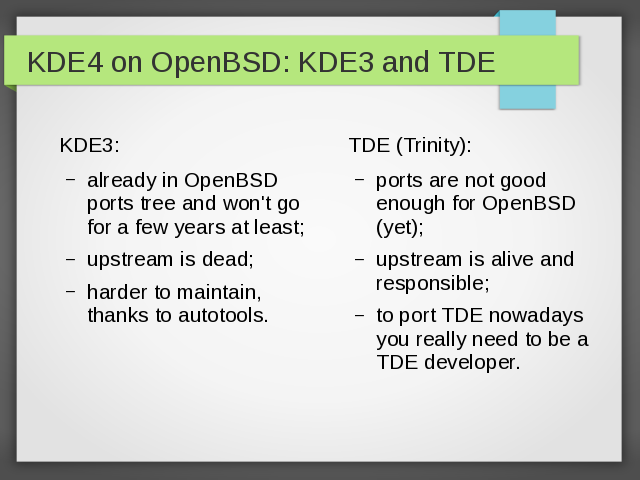 KDE4 on OpenBSD: KDE3 and TDE
KDE3:
– already in OpenBSD
ports tree and won't go
for a few years at least;
– upstream is dead;
– harder to maintain,
thanks to autotools.
TDE (Trinity):
– ports are not good
enough for OpenBSD
(yet);
– upstream is alive and
responsible;
– to port TDE nowadays
you really need to be a
TDE developer.